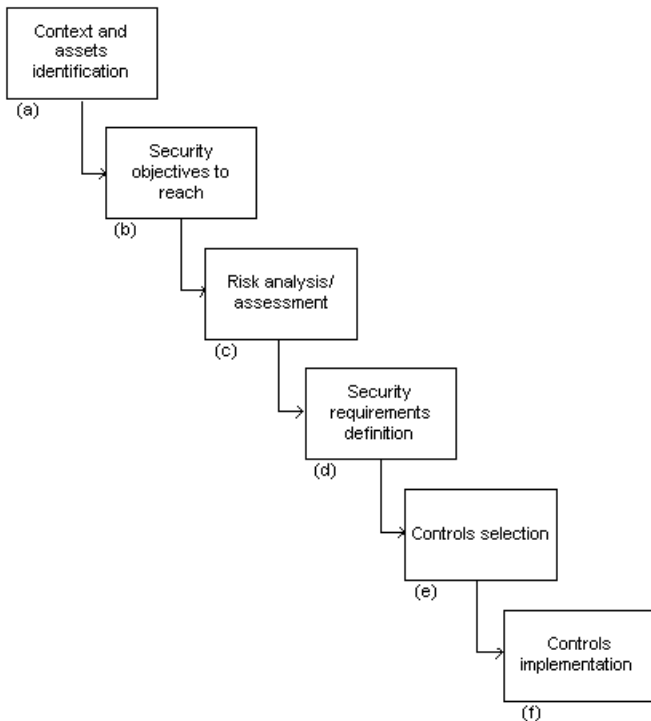 Context and
assets
identification
(a)
Security
objectives to
reach
(b)
Risk analysis/
assessment
(c)
Security
requirements
definition
(d)
Controls selection
(e)
Controls
implementation
(f)